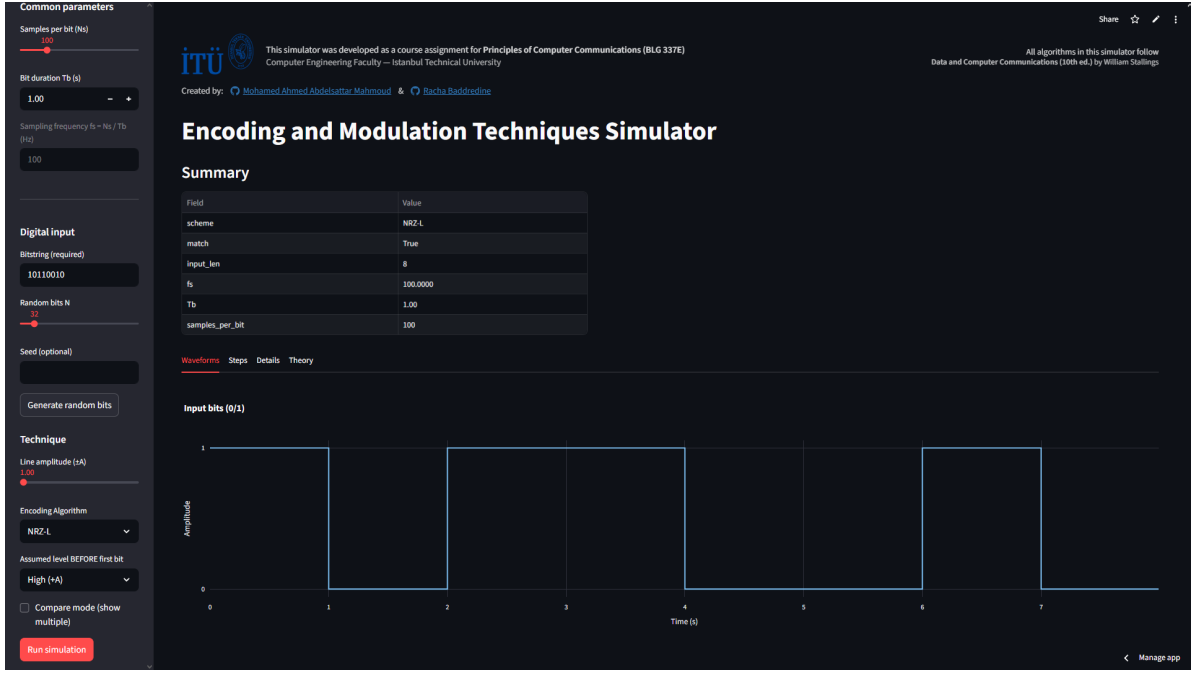 Common parameters
Samples per bit (Ns)
100
Bit duration Tb (s)
1.00 − +
Sampling frequency fs = Ns / Tb
(Hz)
100
Digital input
Bitstring (required)
10110010
Random bits N
32
Seed (optional)
Generate random bits
Technique
Line amplitude (±A)
1.00
Encoding Algorithm
NRZ-L
Assumed level BEFORE first bit
High (+A)
Compare mode (show
multiple)
Run simulation
Share
İTÜ
This simulator was developed as a course assignment for Principles of Computer Communications (BLG 337E)
Computer Engineering Faculty — Istanbul Technical University
All algorithms in this simulator follow
Data and Computer Communications (10th ed.) by William Stallings
Created by: Mohamed Ahmed Abdelsattar Mahmoud & Racha Baddredine
Encoding and Modulation Techniques Simulator
Summary
Field Value
scheme NRZ-L
match True
input_len 8
fs 100.0000
Tb 1.00
samples_per_bit 100
Waveforms Steps Details Theory
Input bits (0/1)
1
Amplitude
0
0 1 2 3 4 5 6 7
Time (s)
Manage app